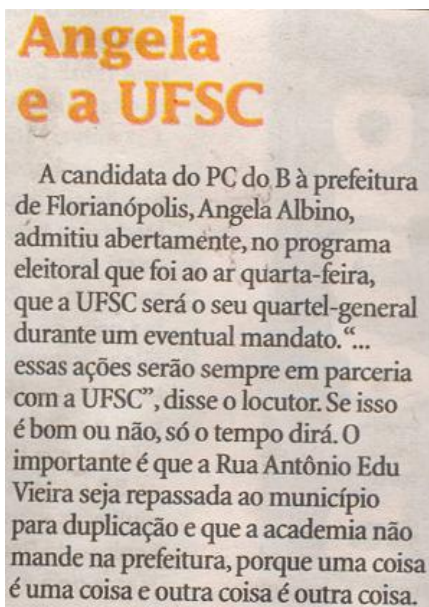 Angela
e a UFSC
A candidata do PC do B à prefeitura
de Florianópolis, Angela Albino,
admitiu abertamente, no programa
eleitoral que foi ao ar quarta-feira,
que a UFSC será o seu quartel-general
durante um eventual mandato. “...
essas ações serão sempre em parceria
com a UFSC”, disse o locutor. Se isso
é bom ou não, só o tempo dirá. O
importante é que a Rua Antônio Edu
Vieira seja repassada ao município
para duplicação e que a academia não
mande na prefeitura, porque uma coisa
é uma coisa e outra coisa é outra coisa.